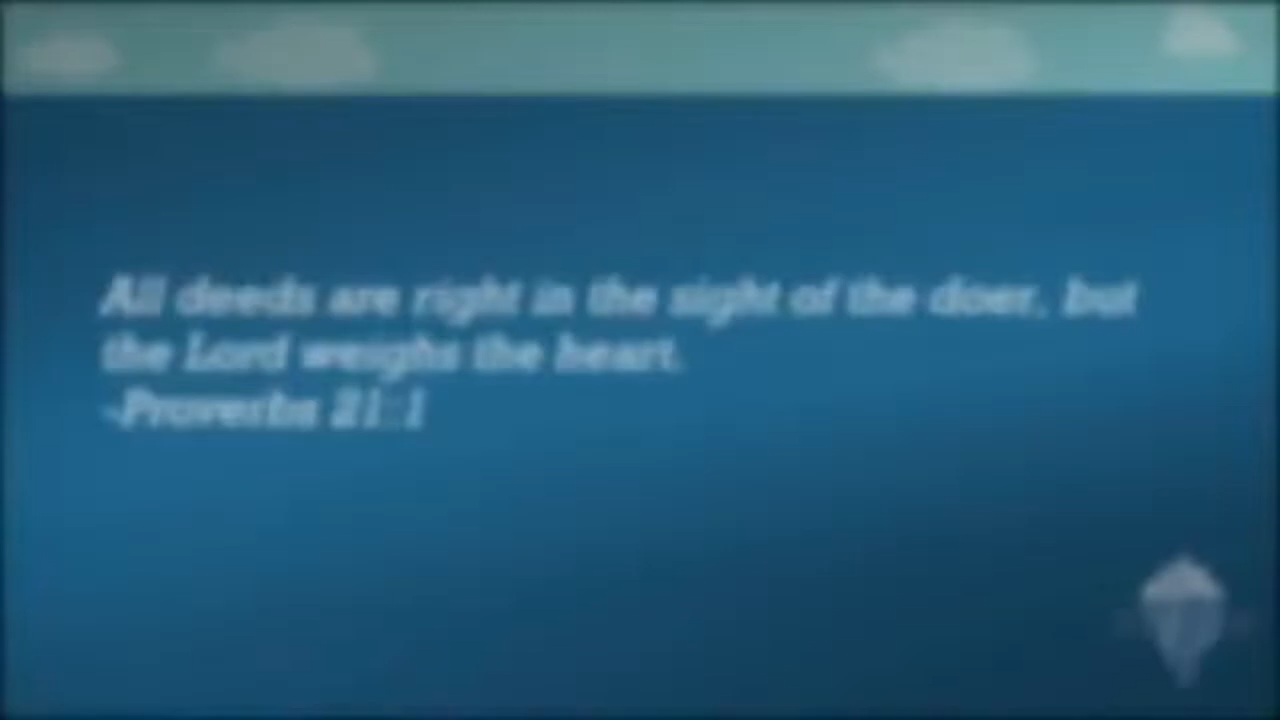 All deeds are right in the sight of the doer, but
the Lord weighs the heart.
-Proverbs 21:1